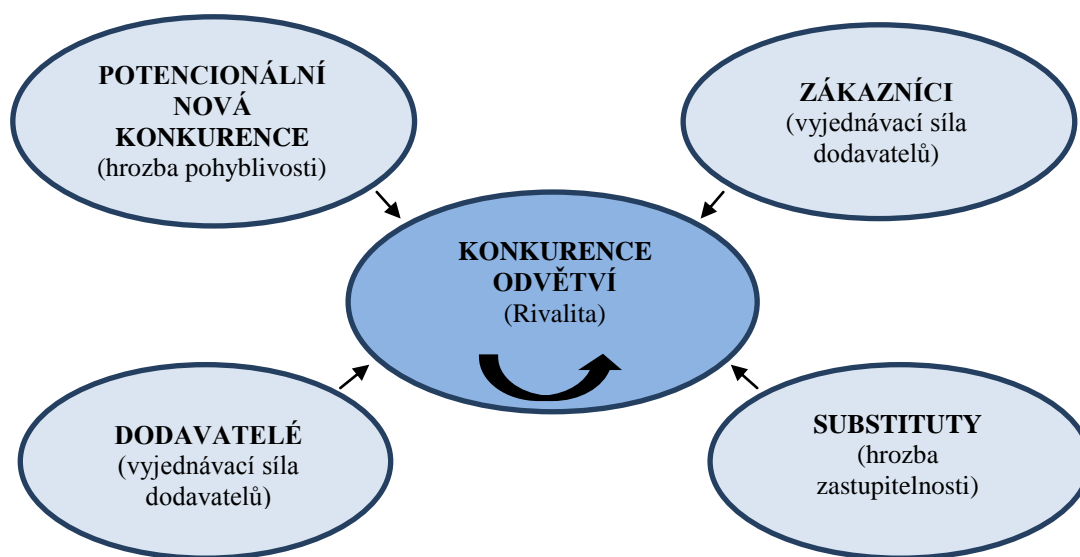 POTENCIONÁLNÍ
NOVÁ
KONKURENCE
(hrozba pohyblivosti)
ZÁKAZNÍCI
(vyjednávací síla
dodavatelů)
KONKURENCE
ODVĚTVÍ
(Rivalita)
DODAVATELÉ
(vyjednávací síla
dodavatelů)
SUBSTITUTY
(hrozba
zastupitelnosti)